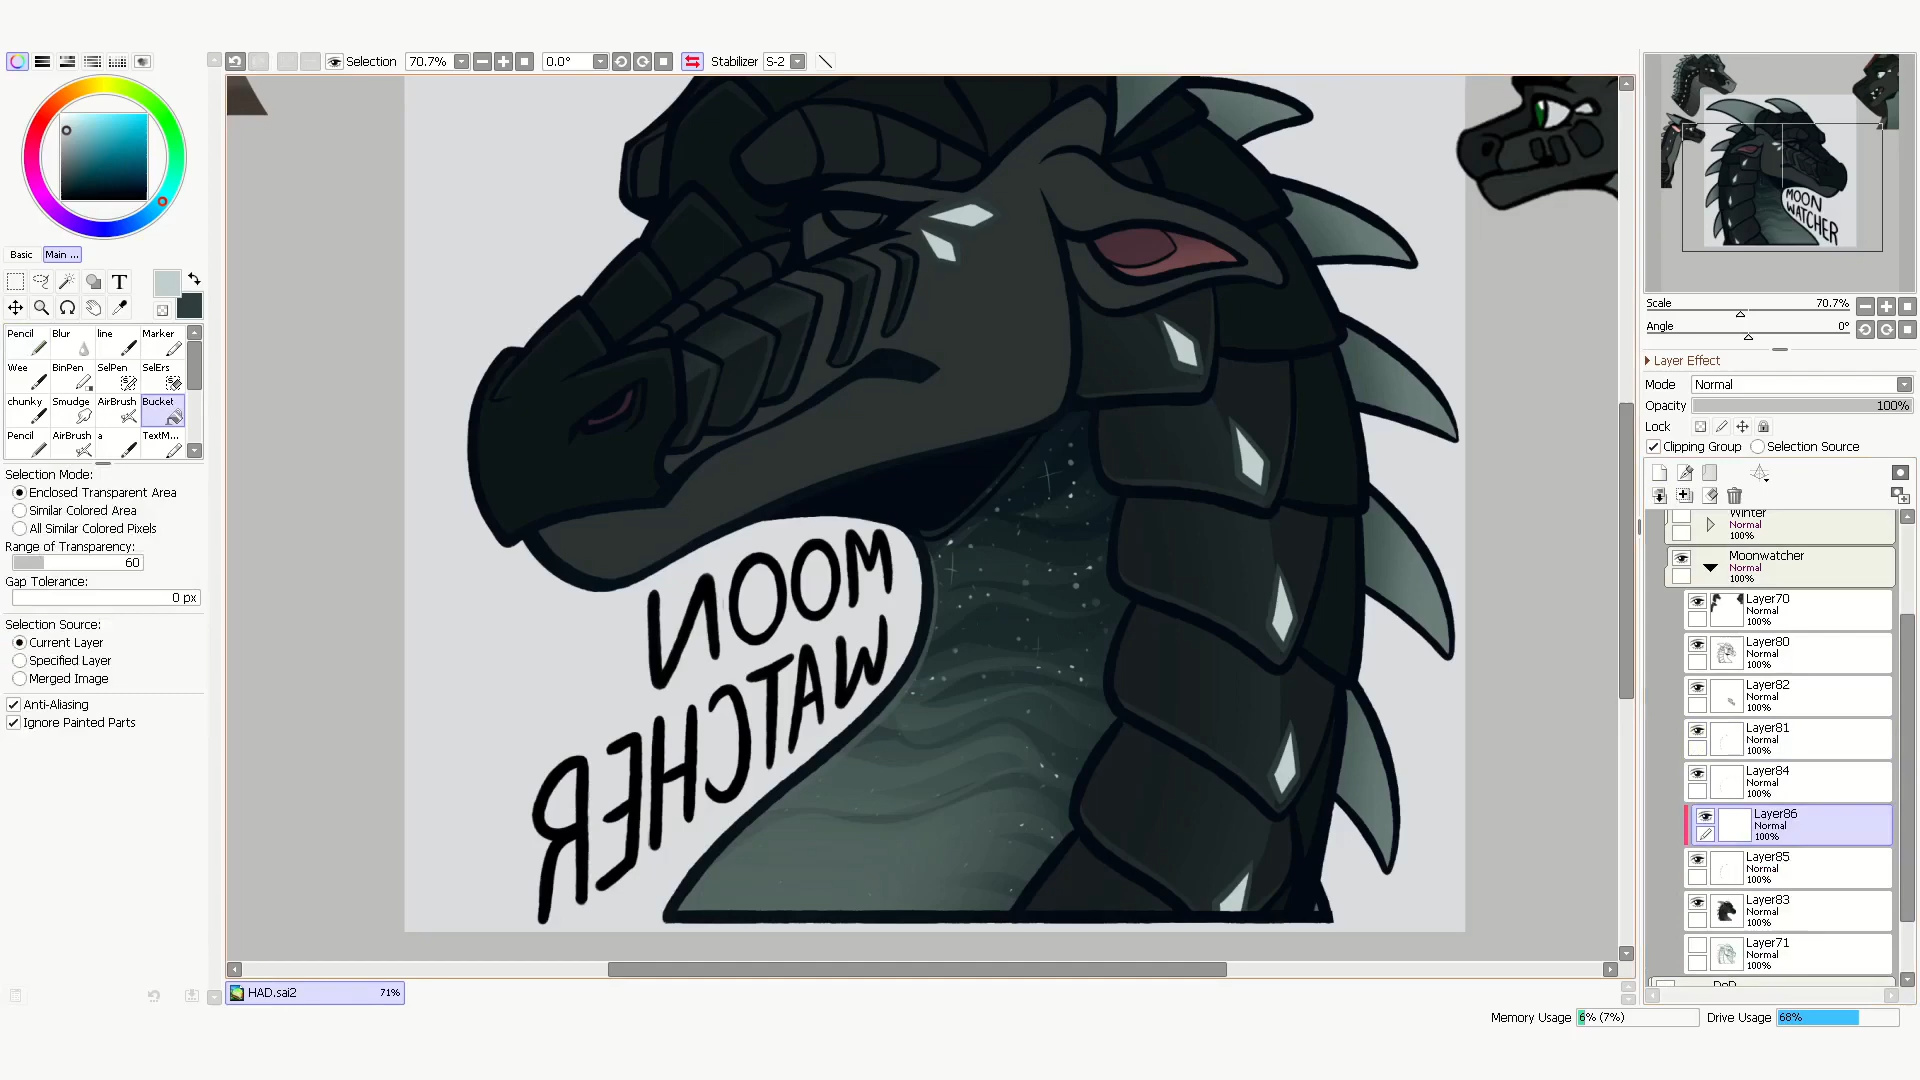 Selection 70.7% 0.0° Stabilizer S-2
Basic Main ...
T
Pencil Blur line Marker
Wee BinPen SelPen SelErs
chunky Smudge AirBrush Bucket
Pencil AirBrush a TextM...
Selection Mode:
Enclosed Transparent Area
Similar Colored Area
All Similar Colored Pixels
Range of Transparency:
60
Gap Tolerance:
0 px
Selection Source:
Current Layer
Specified Layer
Merged Image
Anti-Aliasing
Ignore Painted Parts
MOON
WATCHER
HAD.sai2 71%
MOON
WATCHER
Scale 70.7%
Angle 0°
Layer Effect
Mode Normal
Opacity 100%
Lock
Clipping Group Selection Source
Winter
Normal
100%
Moonwatcher
Normal
100%
Layer70
Normal
100%
Layer80
Normal
100%
Layer82
Normal
100%
Layer81
Normal
100%
Layer84
Normal
100%
Layer86
Normal
100%
Layer85
Normal
100%
Layer83
Normal
100%
Layer71
Normal
100%
Memory Usage 6% (7%) Drive Usage 68%